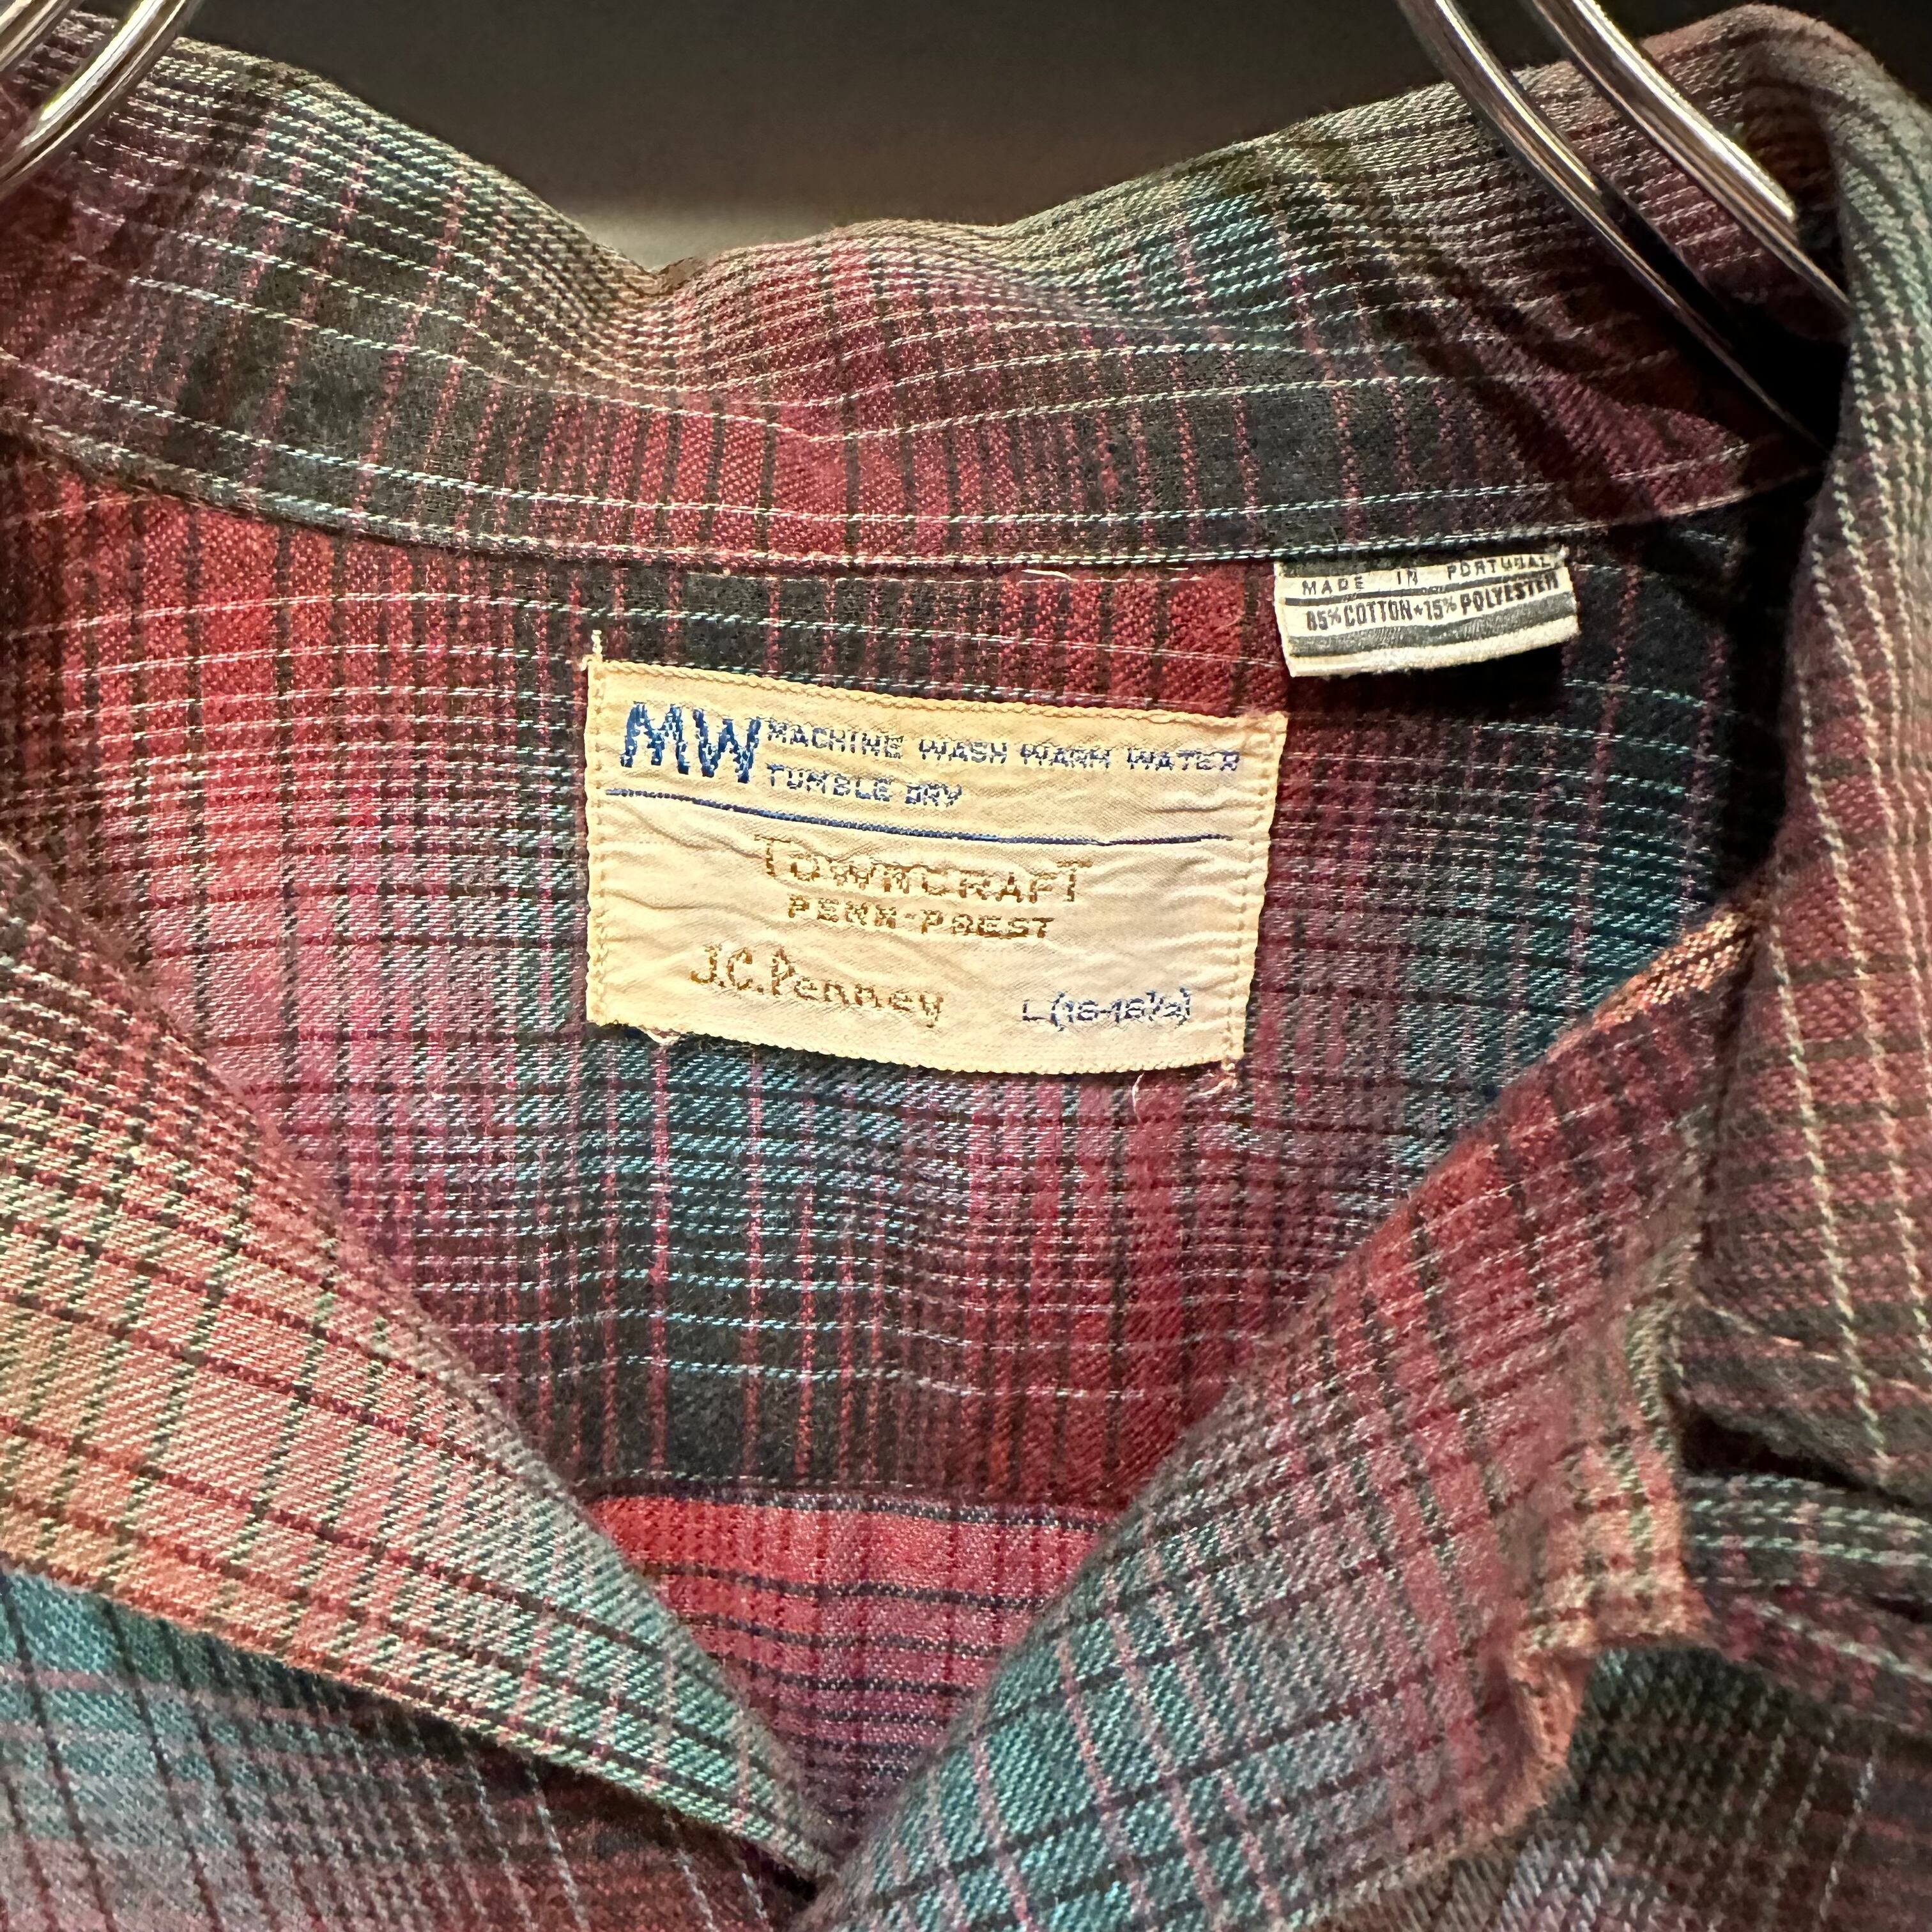 MADE IN PORTUGAL
85% COTTON • 15% POLYESTER
MW MACHINE WASH WARM WATER
TUMBLE DRY
TOWNCRAFT
PENN-PREST
J.C.Penney L (16-16½)